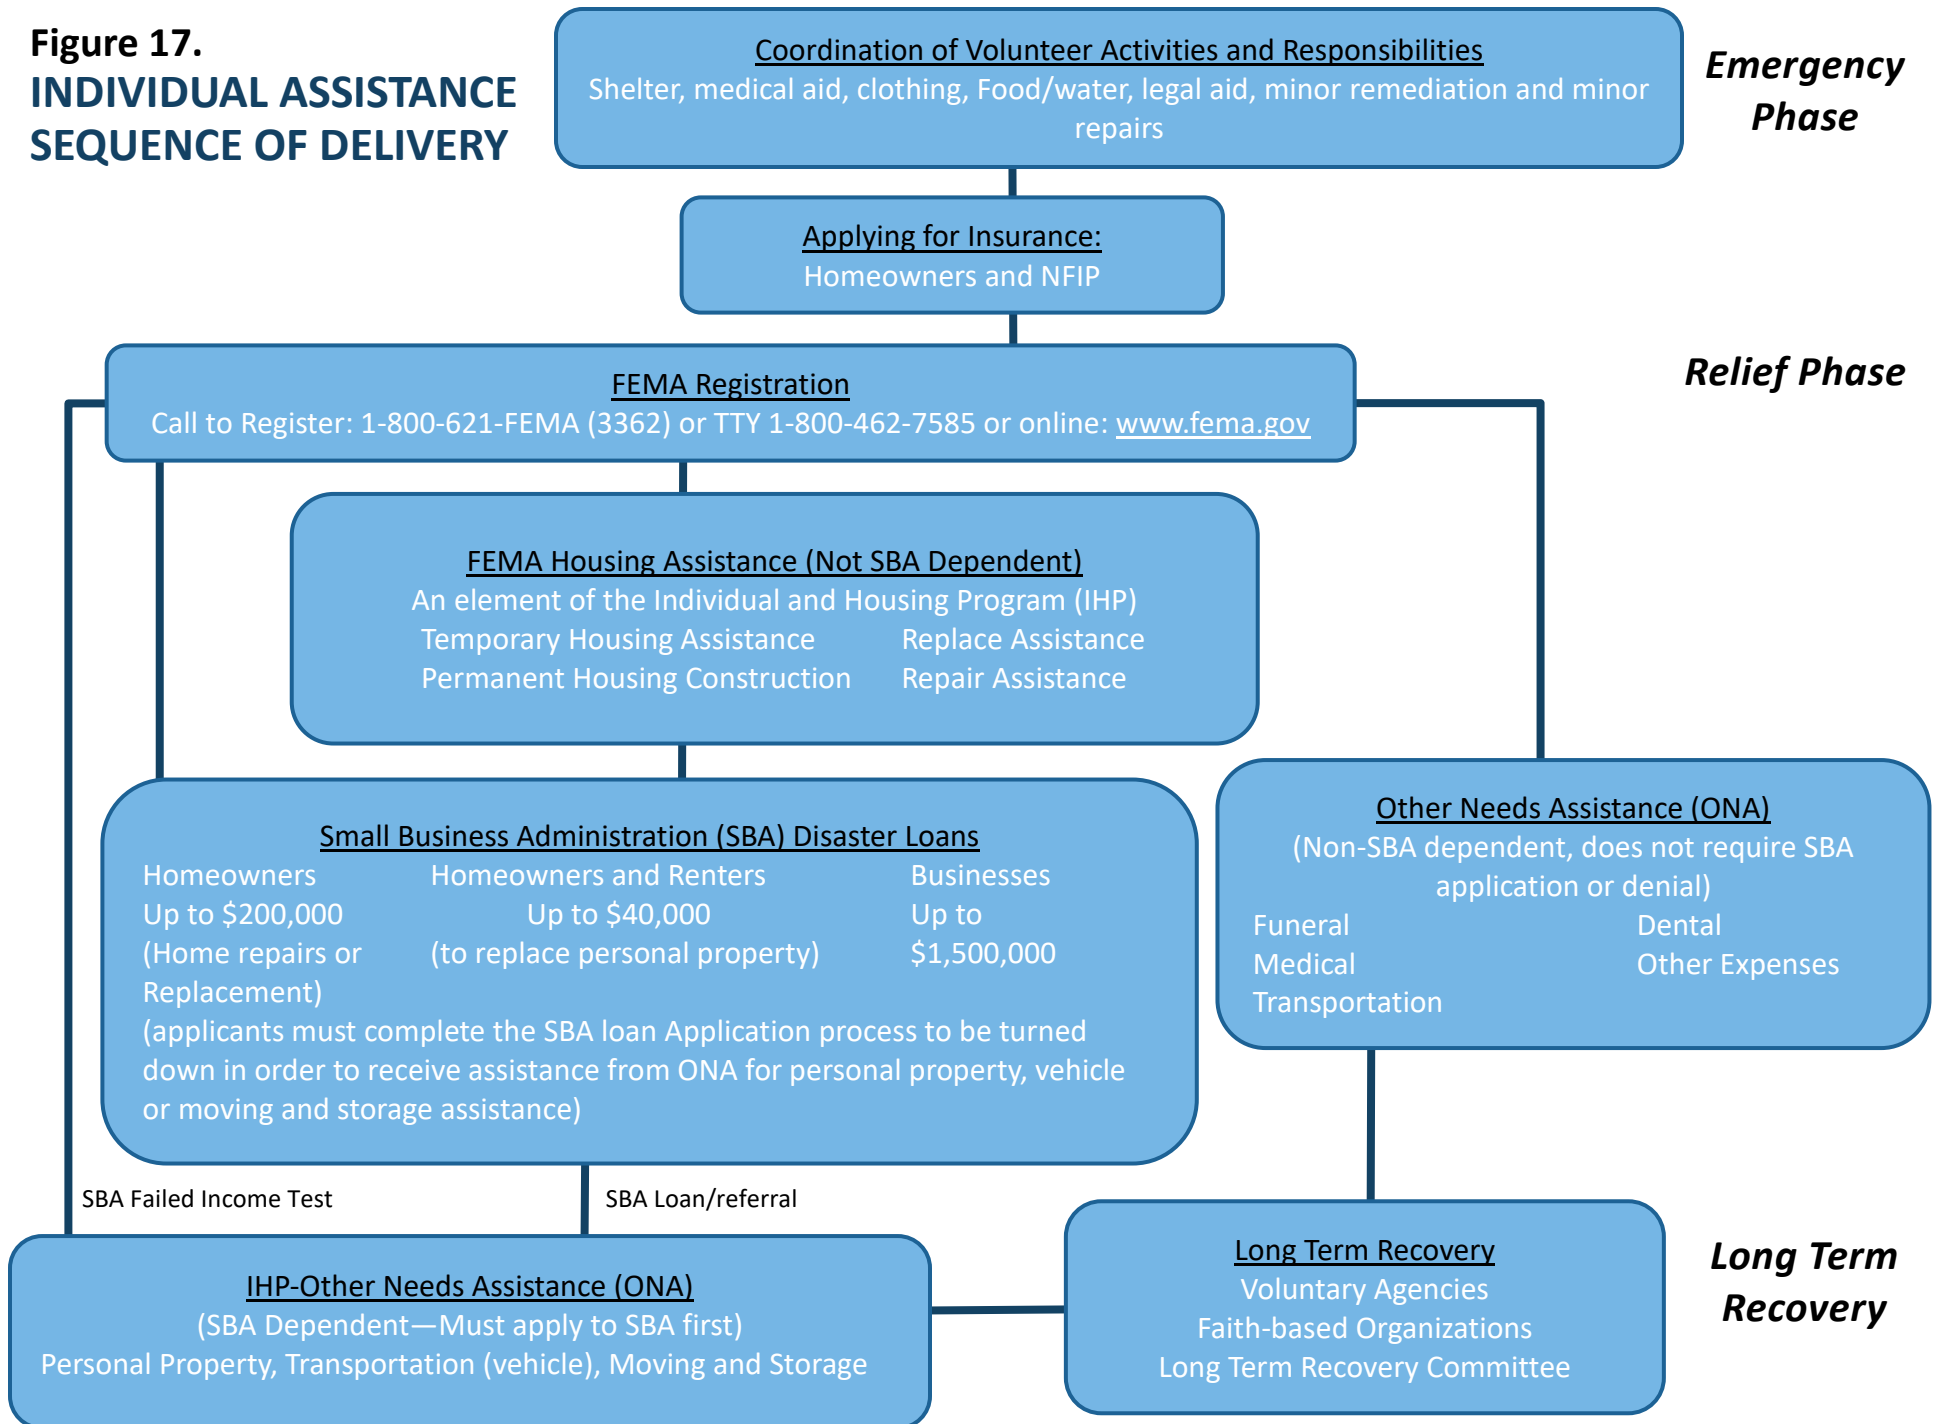 Figure 17.
INDIVIDUAL ASSISTANCE
SEQUENCE OF DELIVERY
Coordination of Volunteer Activities and Responsibilities
Shelter, medical aid, clothing, Food/water, legal aid, minor remediation and minor
repairs
Emergency
Phase
Applying for Insurance:
Homeowners and NFIP
Relief Phase
FEMA Registration
Call to Register: 1-800-621-FEMA (3362) or TTY 1-800-462-7585 or online: www.fema.gov
FEMA Housing Assistance (Not SBA Dependent)
An element of the Individual and Housing Program (IHP)
Temporary Housing Assistance Replace Assistance
Permanent Housing Construction Repair Assistance
Small Business Administration (SBA) Disaster Loans
Homeowners Homeowners and Renters Businesses
Up to $200,000 Up to $40,000 Up to
(Home repairs or (to replace personal property) $1,500,000
Replacement)
(applicants must complete the SBA loan Application process to be turned
down in order to receive assistance from ONA for personal property, vehicle
or moving and storage assistance)
Other Needs Assistance (ONA)
(Non-SBA dependent, does not require SBA
application or denial)
Funeral Dental
Medical Other Expenses
Transportation
SBA Failed Income Test
SBA Loan/referral
IHP-Other Needs Assistance (ONA)
(SBA Dependent—Must apply to SBA first)
Personal Property, Transportation (vehicle), Moving and Storage
Long Term Recovery
Voluntary Agencies
Faith-based Organizations
Long Term Recovery Committee
Long Term
Recovery